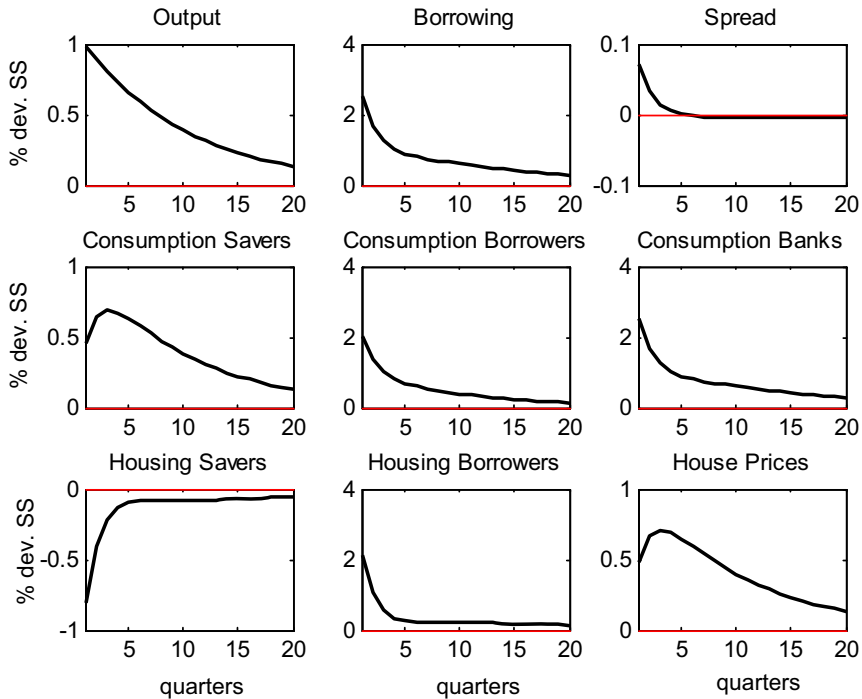 Output Borrowing Spread
% dev. SS
1
0.5
0
5 10 15 20
4
2
0
5 10 15 20
0.1
0
-0.1
5 10 15 20
Consumption Savers Consumption Borrowers Consumption Banks
% dev. SS
1
0.5
0
5 10 15 20
4
2
0
5 10 15 20
4
2
0
5 10 15 20
Housing Savers Housing Borrowers House Prices
% dev. SS
0
-0.5
-1
5 10 15 20
quarters
4
2
0
5 10 15 20
quarters
1
0.5
0
5 10 15 20
quarters